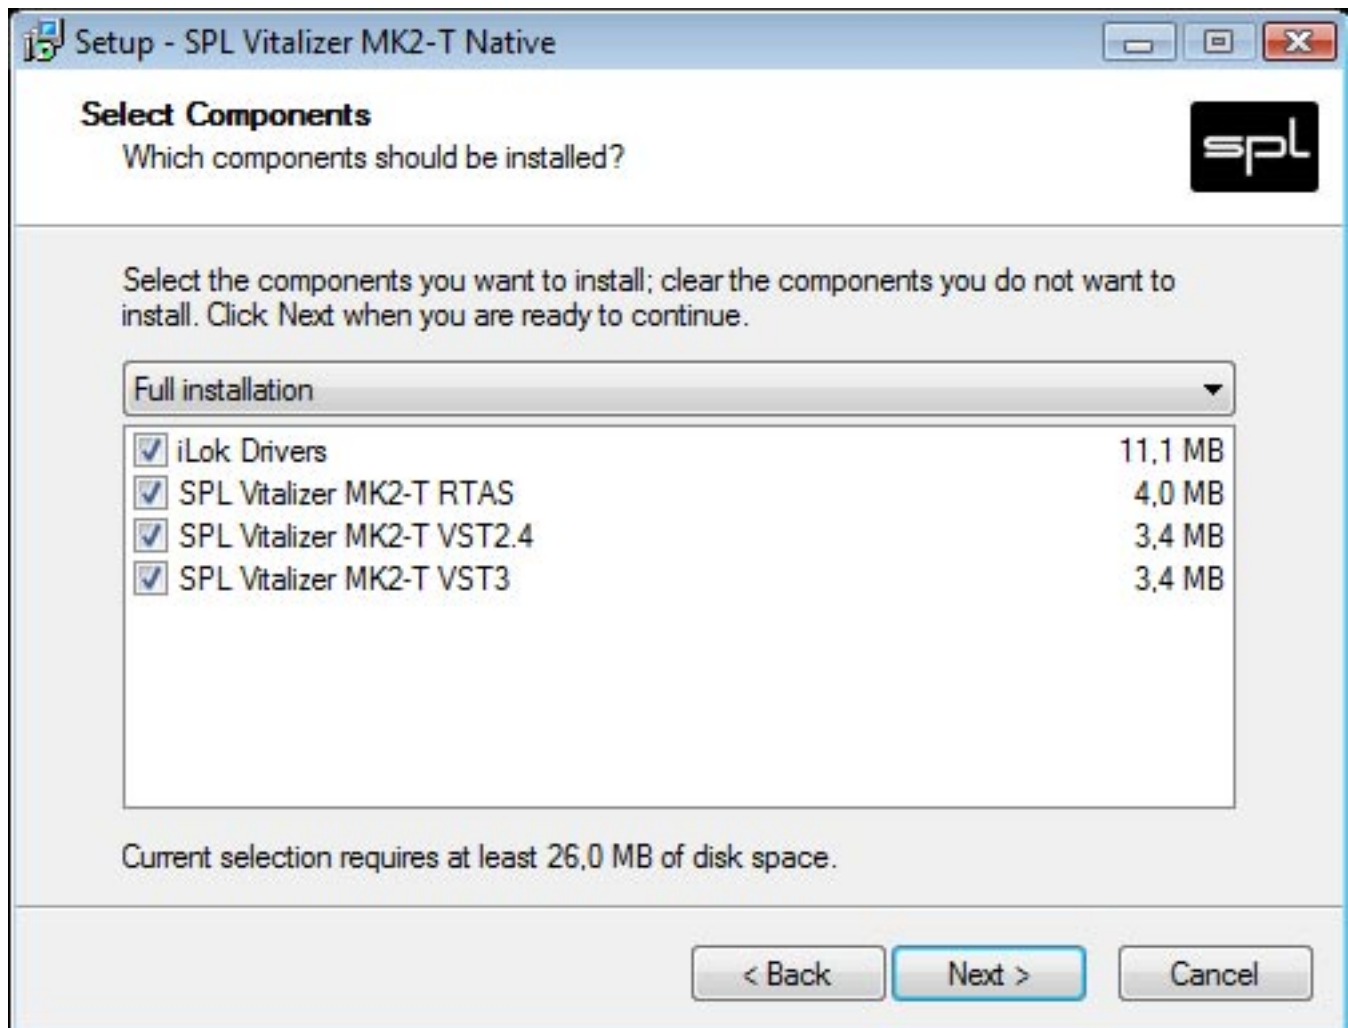 Setup - SPL Vitalizer MK2-T Native
Select Components
Which components should be installed?
spl
Select the components you want to install; clear the components you do not want to
install. Click Next when you are ready to continue.
Full installation
iLok Drivers 11,1 MB
SPL Vitalizer MK2-T RTAS 4,0 MB
SPL Vitalizer MK2-T VST2.4 3,4 MB
SPL Vitalizer MK2-T VST3 3,4 MB
Current selection requires at least 26,0 MB of disk space.
< Back Next > Cancel